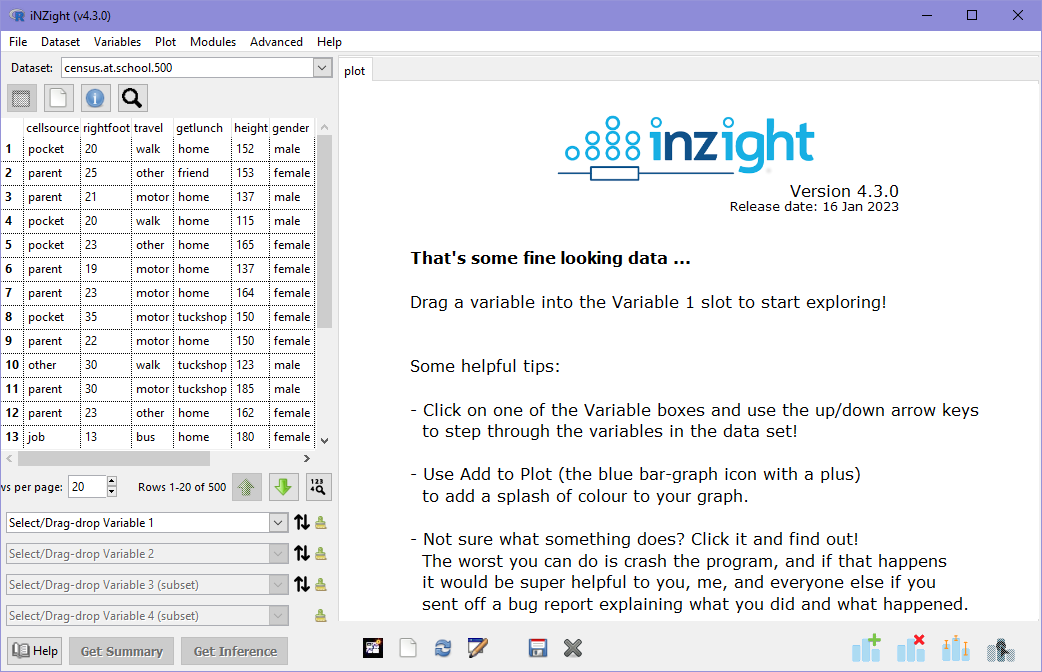 iNZight (v4.3.0)
File Dataset Variables Plot Modules Advanced Help
Dataset: census.at.school.500
plot
cellsource rightfoot travel getlunch height gender
1 pocket 20 walk home 152 male
2 parent 25 other friend 153 female
3 parent 21 motor home 137 male
4 pocket 20 walk home 115 male
5 pocket 23 other home 165 female
6 parent 19 motor home 137 female
7 parent 23 motor home 164 female
8 pocket 35 motor tuckshop 150 female
9 parent 22 motor home 150 female
10 other 30 walk tuckshop 123 male
11 parent 30 motor tuckshop 185 male
12 parent 23 other home 162 female
13 job 13 bus home 180 female
ws per page: 20 Rows 1-20 of 500
Select/Drag-drop Variable 1
Select/Drag-drop Variable 2
Select/Drag-drop Variable 3 (subset)
Select/Drag-drop Variable 4 (subset)
Help Get Summary Get Inference
inzight
Version 4.3.0
Release date: 16 Jan 2023
That's some fine looking data ...
Drag a variable into the Variable 1 slot to start exploring!
Some helpful tips:
- Click on one of the Variable boxes and use the up/down arrow keys
to step through the variables in the data set!
- Use Add to Plot (the blue bar-graph icon with a plus)
to add a splash of colour to your graph.
- Not sure what something does? Click it and find out!
The worst you can do is crash the program, and if that happens
it would be super helpful to you, me, and everyone else if you
sent off a bug report explaining what you did and what happened.